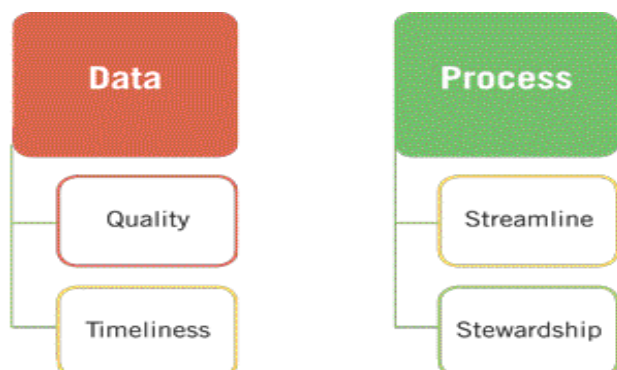 Data
Quality
Timeliness
Process
Streamline
Stewardship